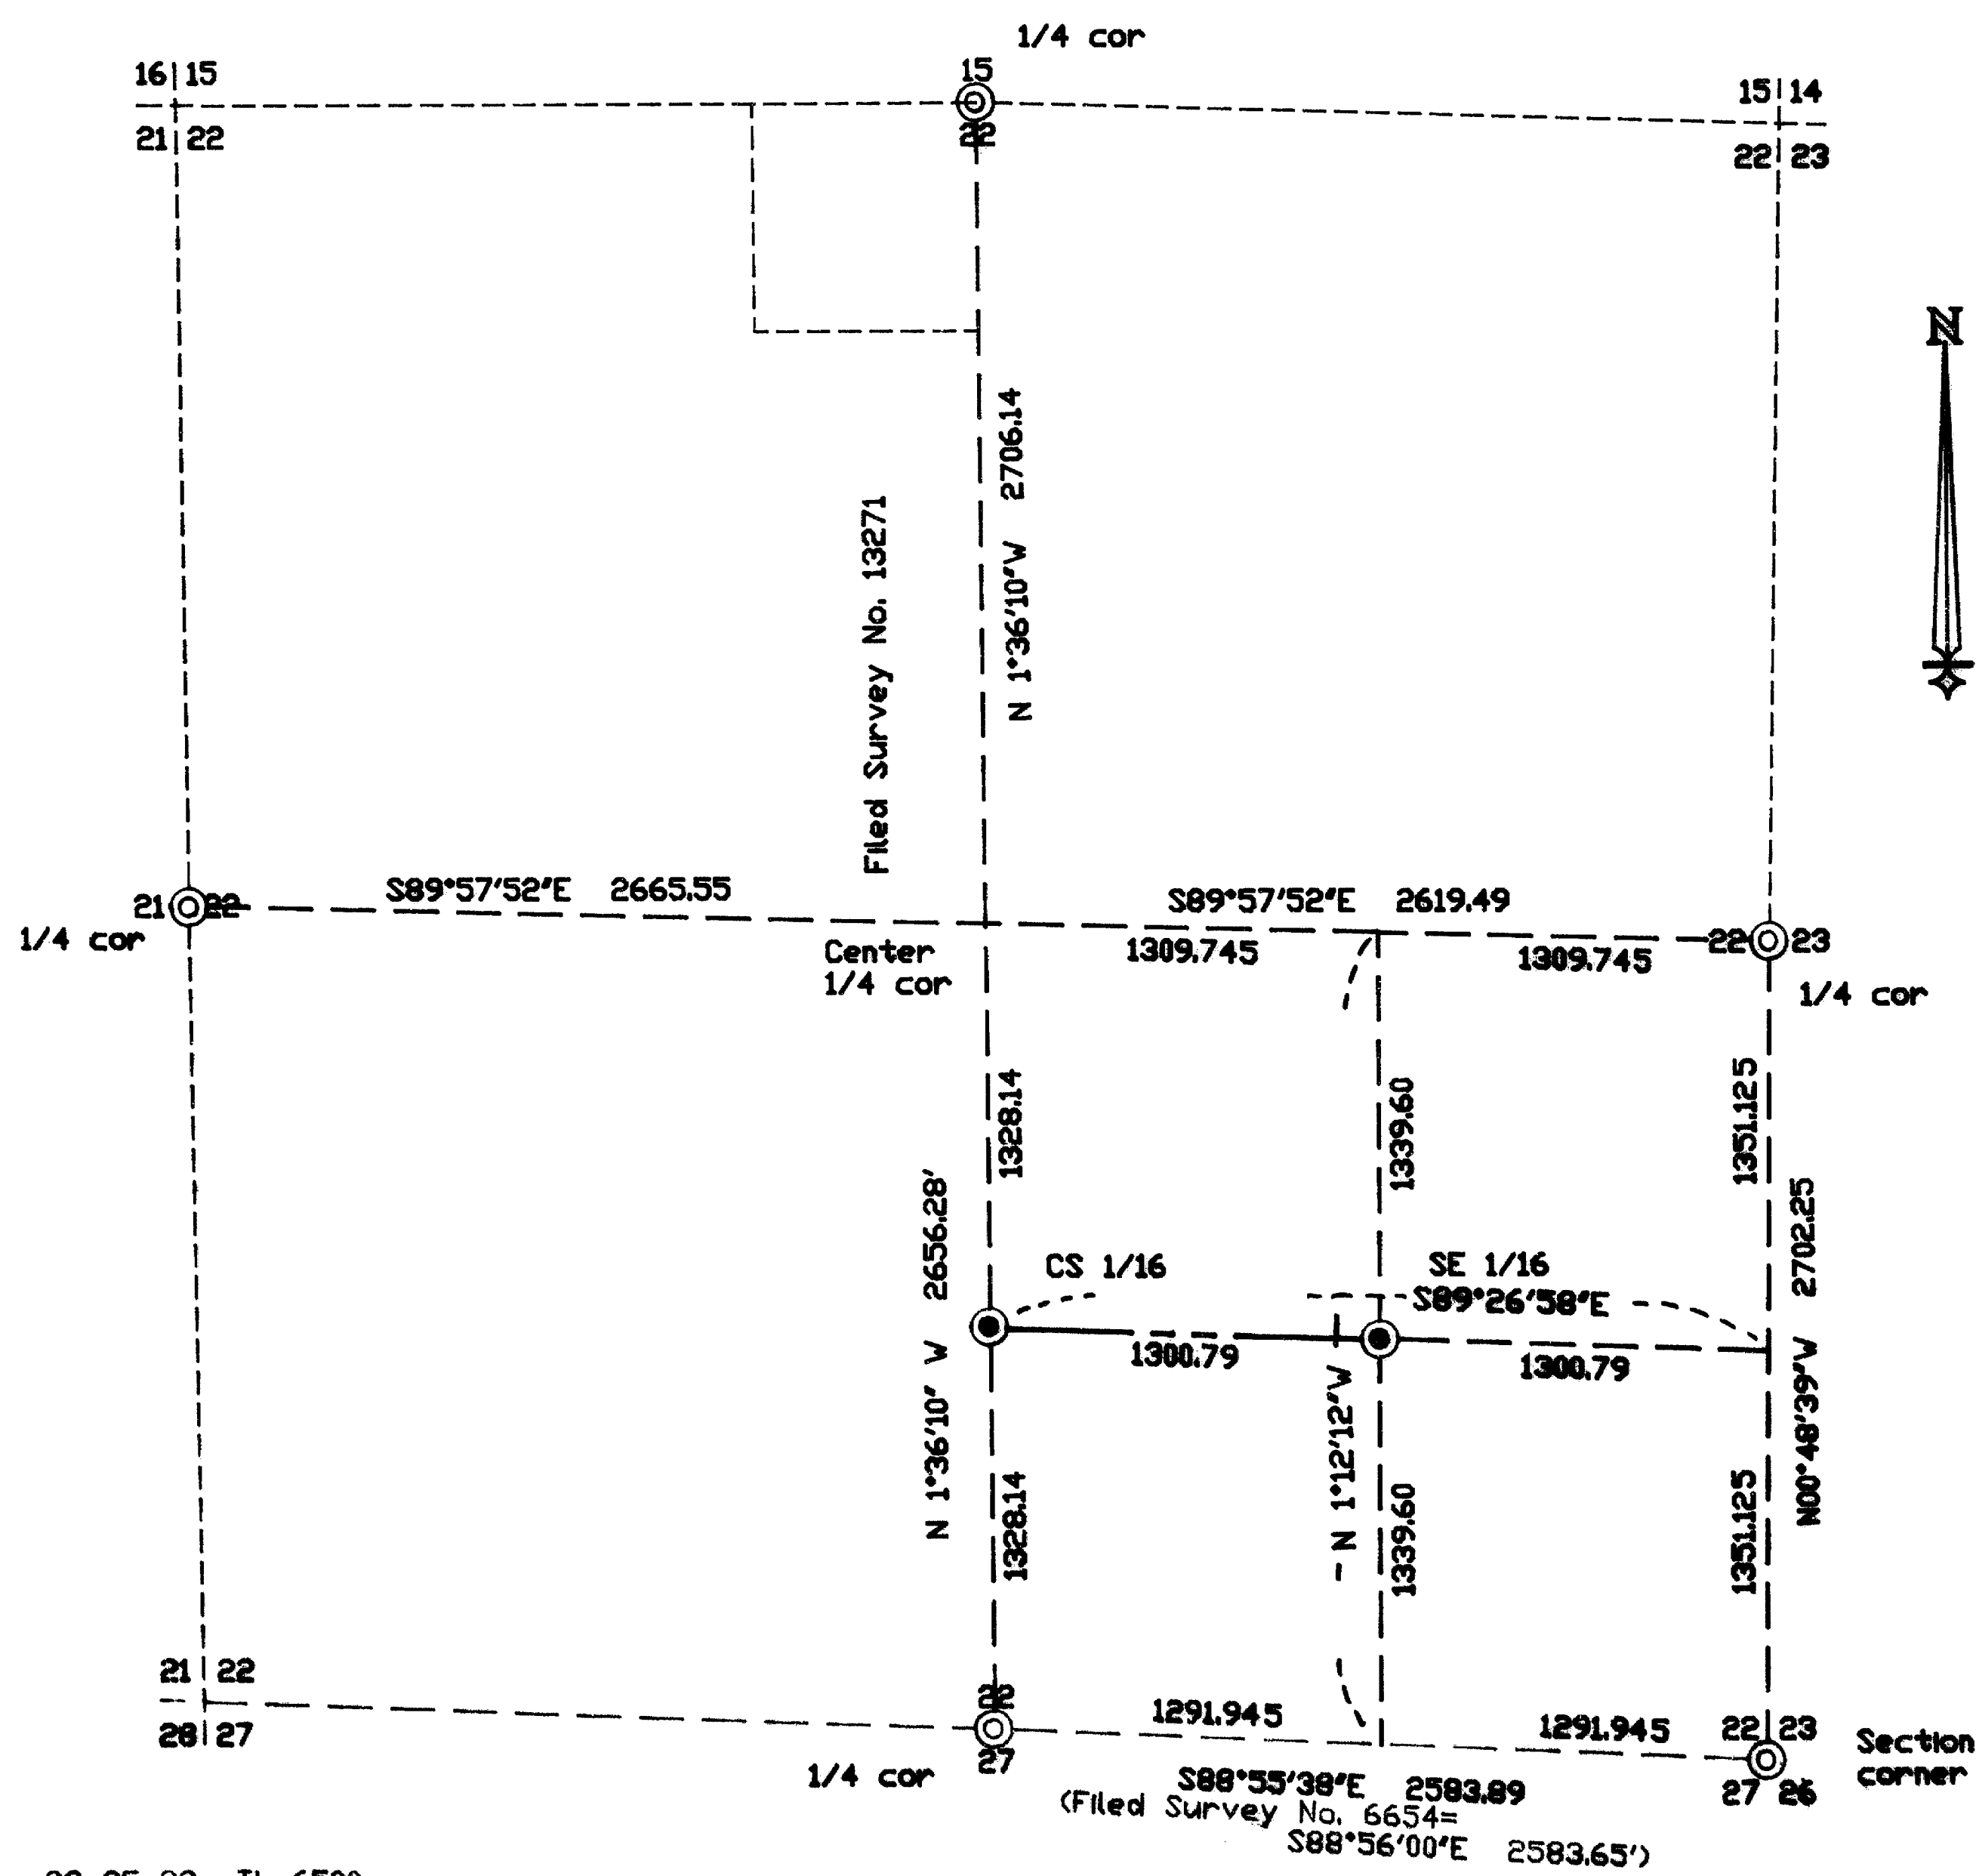 1/4 cor
16 15
15
15 14
21 22
22
22 23
N
Filed Survey No. 13271
N 1°36'10"W 2706.14
S89°57'52"E 2665.55
S89°57'52"E 2619.49
21 22
1/4 cor
Center
1/4 cor
1309.745
1309.745
22 23
1/4 cor
1328.14
1339.60
1351.125
N 1°36'10" W 2656.28'
CS 1/16
SE 1/16
S89°26'58"E
1300.79
1300.79
N00°48'39"W 2702.25
N 1°12'12"W
1328.14
1339.60
1351.125
21 22
28 27
22
27
1/4 cor
1291.945
1291.945
22 23
27 26
Section
corner
S88°55'38"E 2583.89
(Filed Survey No. 6654=
S88°56'00"E 2583.65')